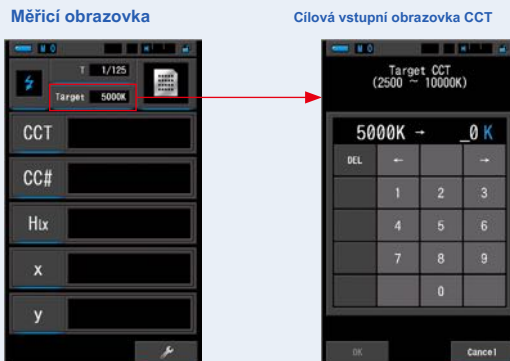 Měřicí obrazovka
Cílová vstupní obrazovka CCT
T 1/125
Target 5000K
CCT
CC#
Hlx
x
y
Target CCT
(2500 ~ 10000K)
5000K → _0 K
DEL ← →
1 2 3
4 5 6
7 8 9
0
OK Cancel